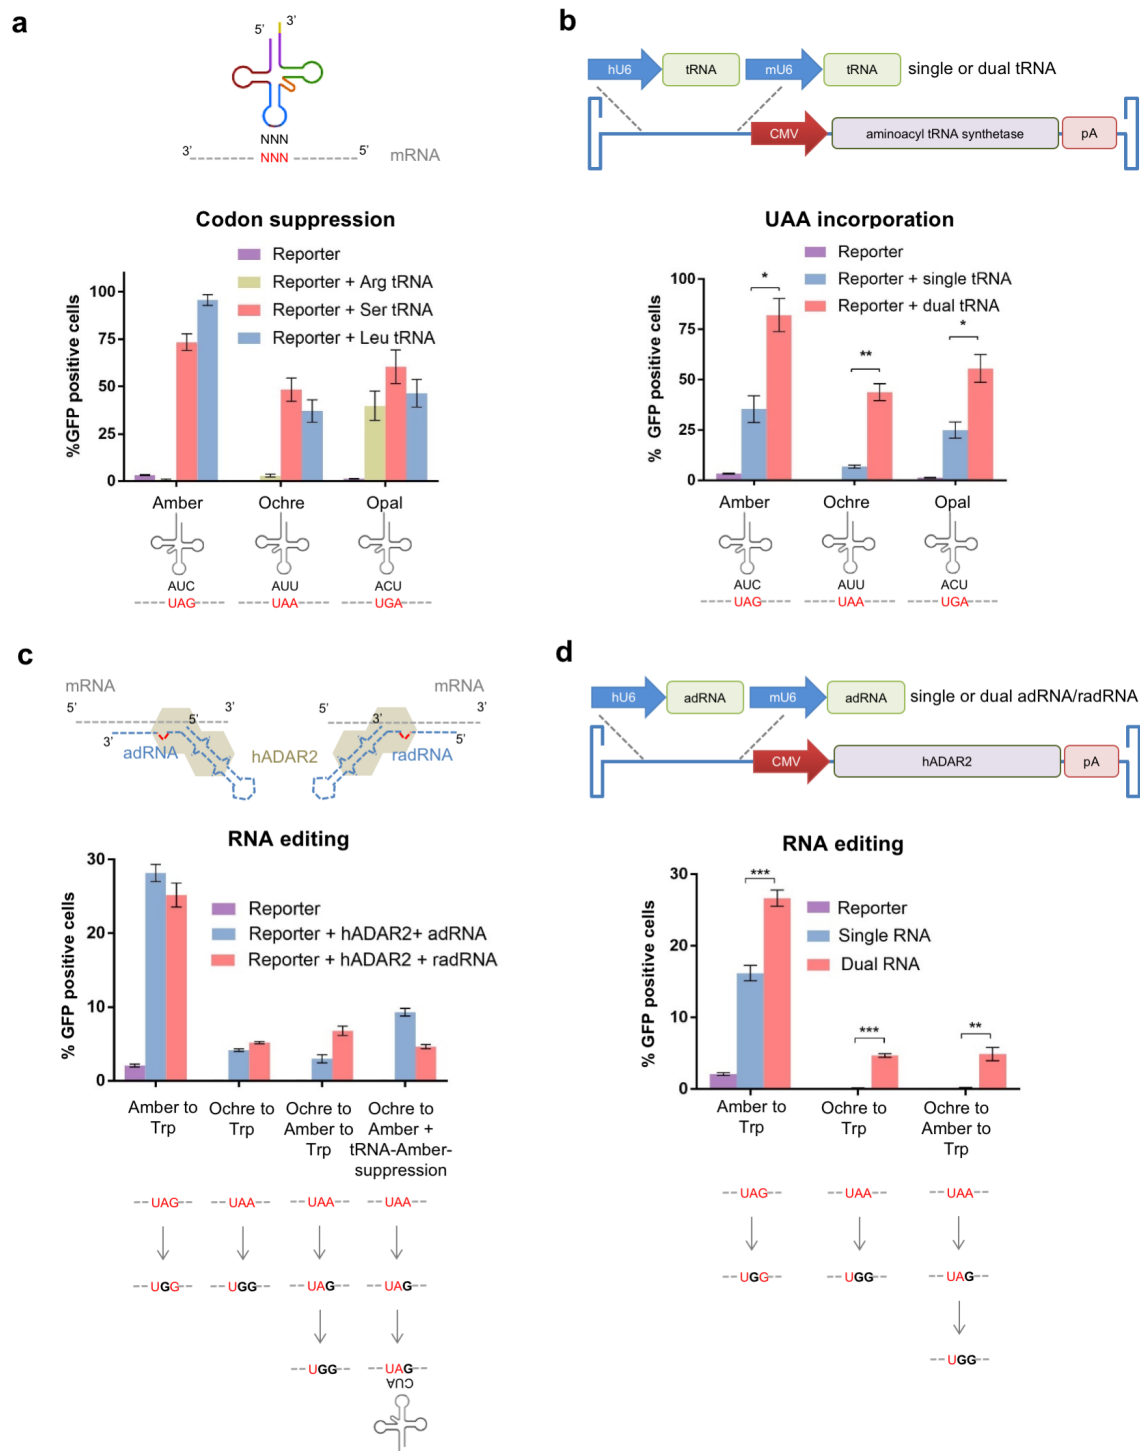 a
5'
3'
NNN
3'
NNN
5'
mRNA
Codon suppression
Reporter
Reporter + Arg tRNA
Reporter + Ser tRNA
Reporter + Leu tRNA
%GFP positive cells
100
75
50
25
0
Amber
Ochre
Opal
AUC
AUU
ACU
UAG
UAA
UGA
b
hU6
tRNA
mU6
tRNA
single or dual tRNA
CMV
aminoacyl tRNA synthetase
pA
UAA incorporation
Reporter
Reporter + single tRNA
Reporter + dual tRNA
% GFP positive cells
100
75
50
25
0
*
**
*
Amber
Ochre
Opal
AUC
AUU
ACU
UAG
UAA
UGA
c
mRNA
mRNA
5'
3'
5'
3'
5'
3'
3'
5'
adRNA
hADAR2
radRNA
RNA editing
Reporter
Reporter + hADAR2+ adRNA
Reporter + hADAR2 + radRNA
% GFP positive cells
30
20
10
0
Amber to
Trp
Ochre to
Trp
Ochre to
Amber to
Trp
Ochre to
Amber +
tRNA-Amber-
suppression
UAG
UAA
UAA
UAA
UGG
UGG
UAG
UAG
UGG
UAG
CUA
d
hU6
adRNA
mU6
adRNA
single or dual adRNA/radRNA
CMV
hADAR2
pA
RNA editing
Reporter
Single RNA
Dual RNA
% GFP positive cells
30
20
10
0
***
***
**
Amber to
Trp
Ochre to
Trp
Ochre to
Amber to
Trp
UAG
UAA
UAA
UGG
UGG
UAG
UGG